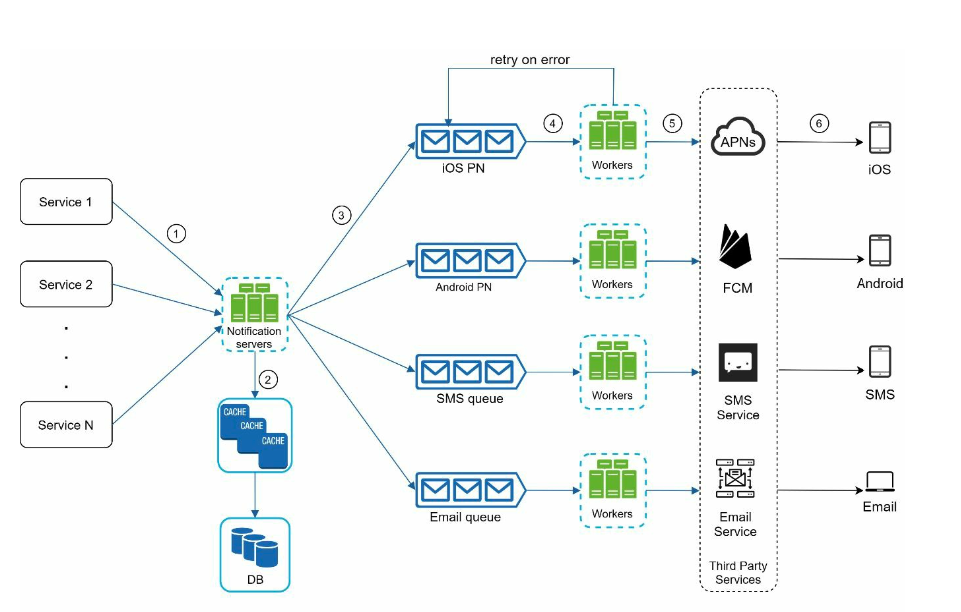 retry on error
4
5
6
APNs
iOS PN
Workers
iOS
Service 1
3
1
Service 2
Android PN
Workers
FCM
Android
Notification
servers
2
SMS queue
Workers
SMS
Service
SMS
Service N
CACHE
CACHE
CACHE
Email queue
Workers
Email
Service
Email
DB
Third Party
Services